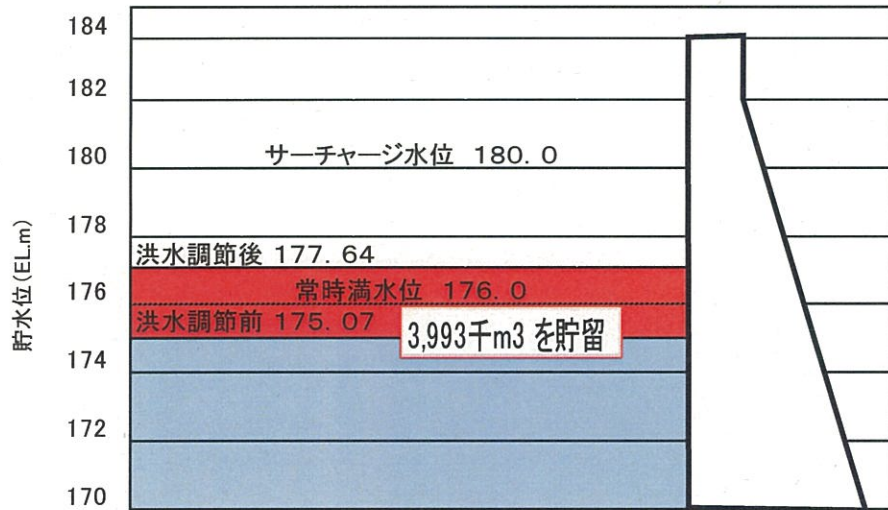 貯水位(EL.m)
184
182
180
178
176
174
172
170
サーチャージ水位 180.0
洪水調節後 177.64
常時満水位 176.0
洪水調節前 175.07
3,993千m3 を貯留